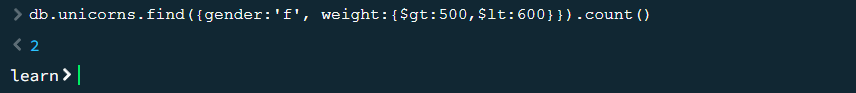 > db.unicorns.find({gender:'f', weight:{$gt:500,$lt:600}}).count()
< 2
learn>